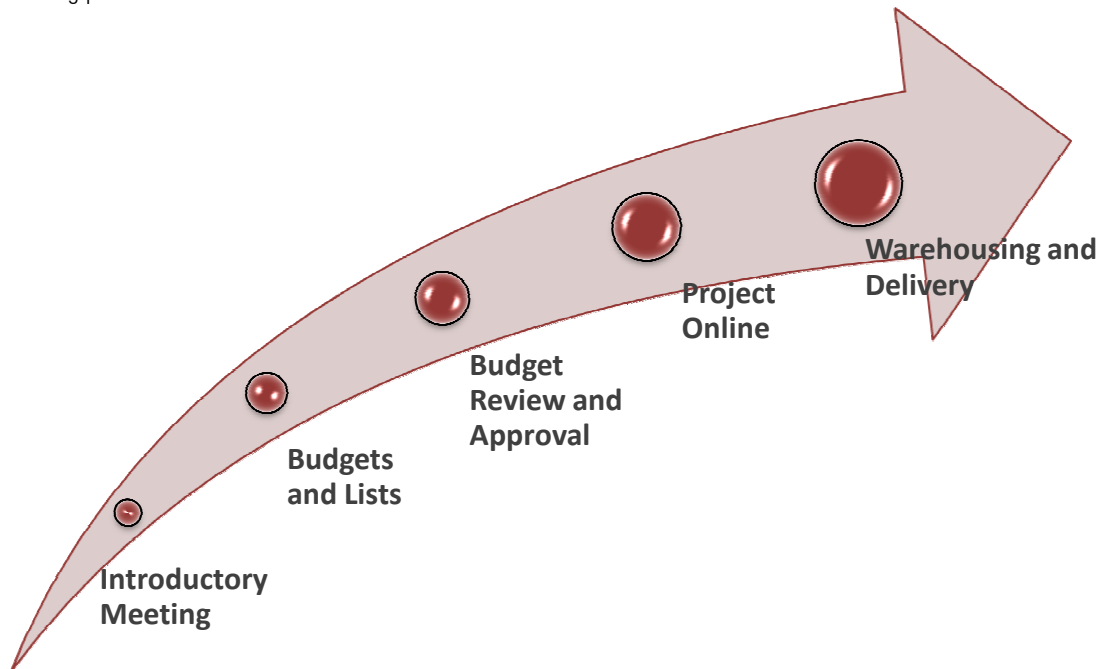 Introductory
Meeting
Budgets
and Lists
Budget
Review and
Approval
Project
Online
Warehousing and
Delivery